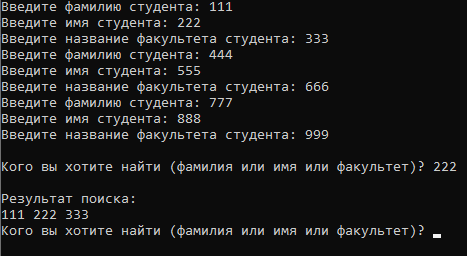 Введите фамилию студента: 111
Введите имя студента: 222
Введите название факультета студента: 333
Введите фамилию студента: 444
Введите имя студента: 555
Введите название факультета студента: 666
Введите фамилию студента: 777
Введите имя студента: 888
Введите название факультета студента: 999
Кого вы хотите найти (фамилия или имя или факультет)? 222
Результат поиска:
111 222 333
Кого вы хотите найти (фамилия или имя или факультет)?